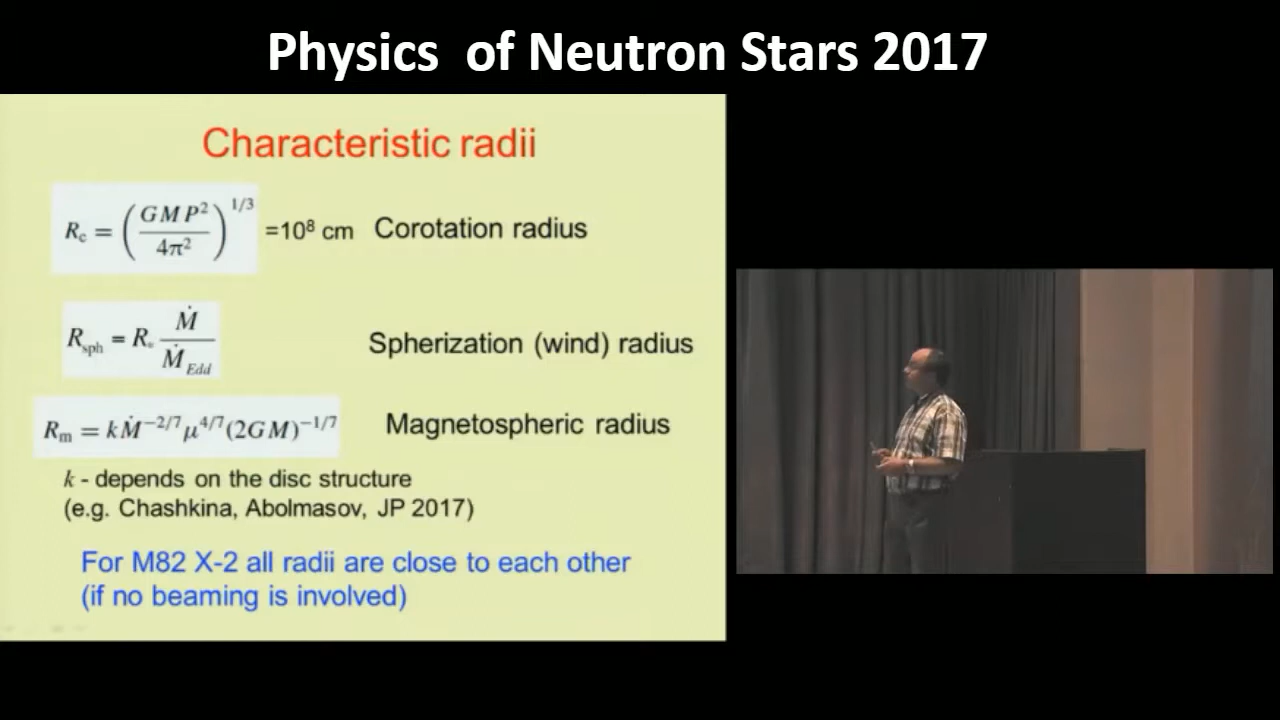 Physics of Neutron Stars 2017
Characteristic radii
R_c = (GMP²/4π²)^1/3 =10⁸ cm Corotation radius
R_sph = R_* Ṁ/Ṁ_Edd Spherization (wind) radius
R_m = kṀ^−2/7 μ^4/7 (2GM)^−1/7 Magnetospheric radius
k - depends on the disc structure
(e.g. Chashkina, Abolmasov, JP 2017)
For M82 X-2 all radii are close to each other
(if no beaming is involved)